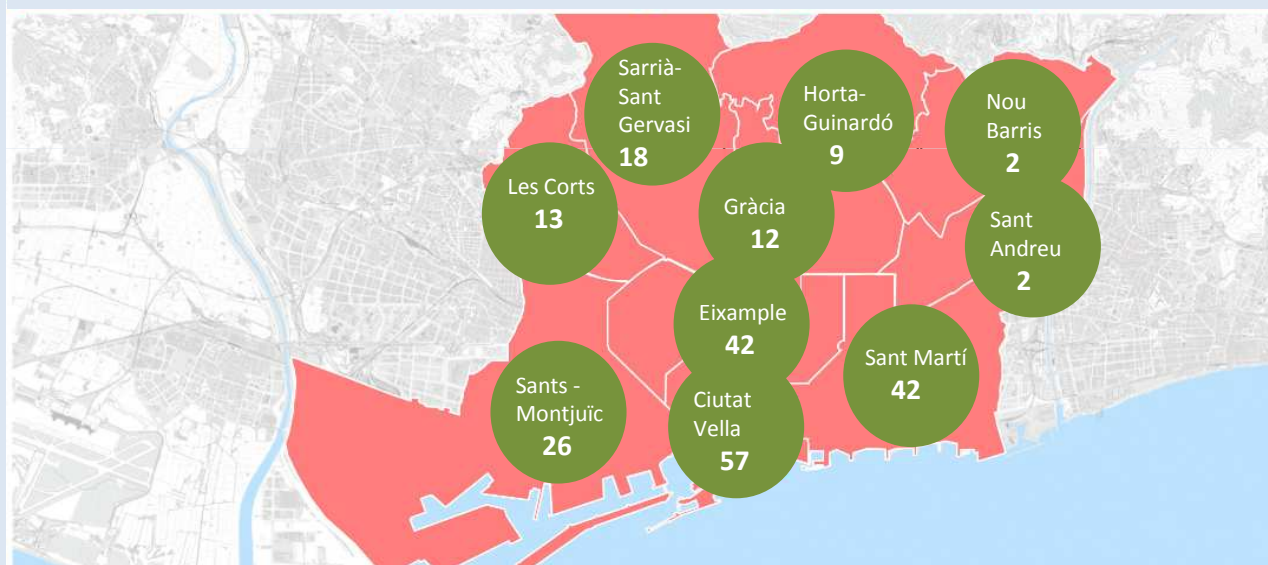 Sarrià-
Sant
Gervasi
18
Horta-
Guinardó
9
Nou
Barris
2
Les Corts
13
Gràcia
12
Sant
Andreu
2
Eixample
42
Sant Martí
42
Sants -
Montjuïc
26
Ciutat
Vella
57